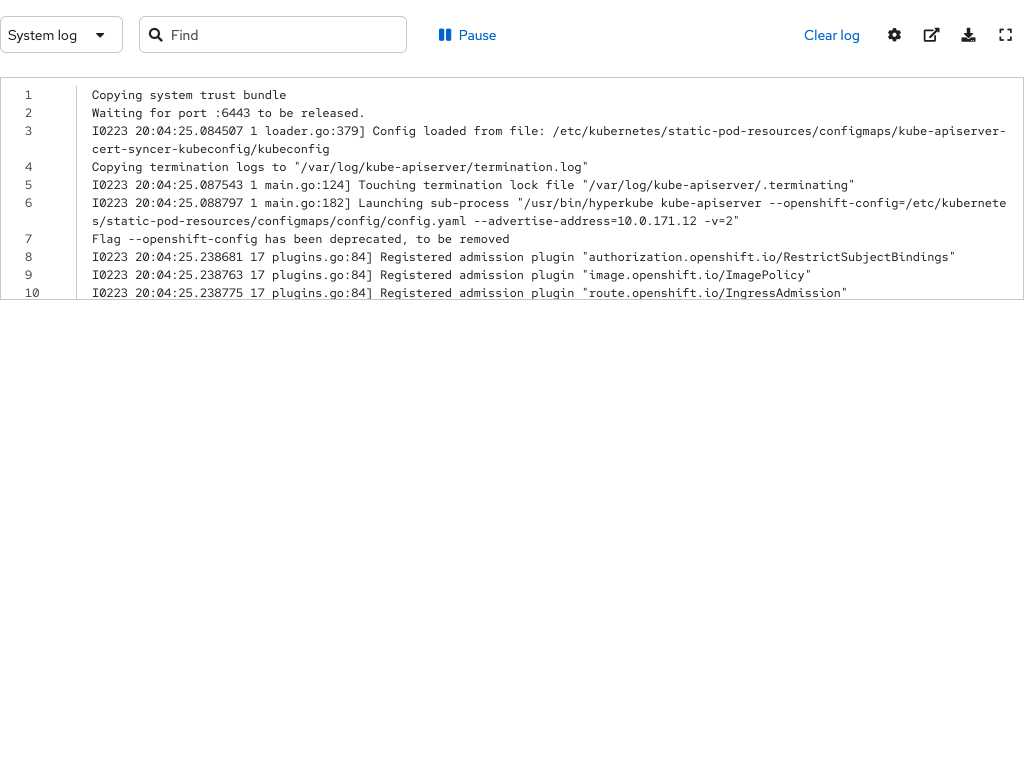 System log
Find
Pause
Clear log
1 Copying system trust bundle
2 Waiting for port :6443 to be released.
3 I0223 20:04:25.084507 1 loader.go:379] Config loaded from file: /etc/kubernetes/static-pod-resources/configmaps/kube-apiserver-
cert-syncer-kubeconfig/kubeconfig
4 Copying termination logs to "/var/log/kube-apiserver/termination.log"
5 I0223 20:04:25.087543 1 main.go:124] Touching termination lock file "/var/log/kube-apiserver/.terminating"
6 I0223 20:04:25.088797 1 main.go:182] Launching sub-process "/usr/bin/hyperkube kube-apiserver --openshift-config=/etc/kubernete
s/static-pod-resources/configmaps/config/config.yaml --advertise-address=10.0.171.12 -v=2"
7 Flag --openshift-config has been deprecated, to be removed
8 I0223 20:04:25.238681 17 plugins.go:84] Registered admission plugin "authorization.openshift.io/RestrictSubjectBindings"
9 I0223 20:04:25.238763 17 plugins.go:84] Registered admission plugin "image.openshift.io/ImagePolicy"
10 I0223 20:04:25.238775 17 plugins.go:84] Registered admission plugin "route.openshift.io/IngressAdmission"